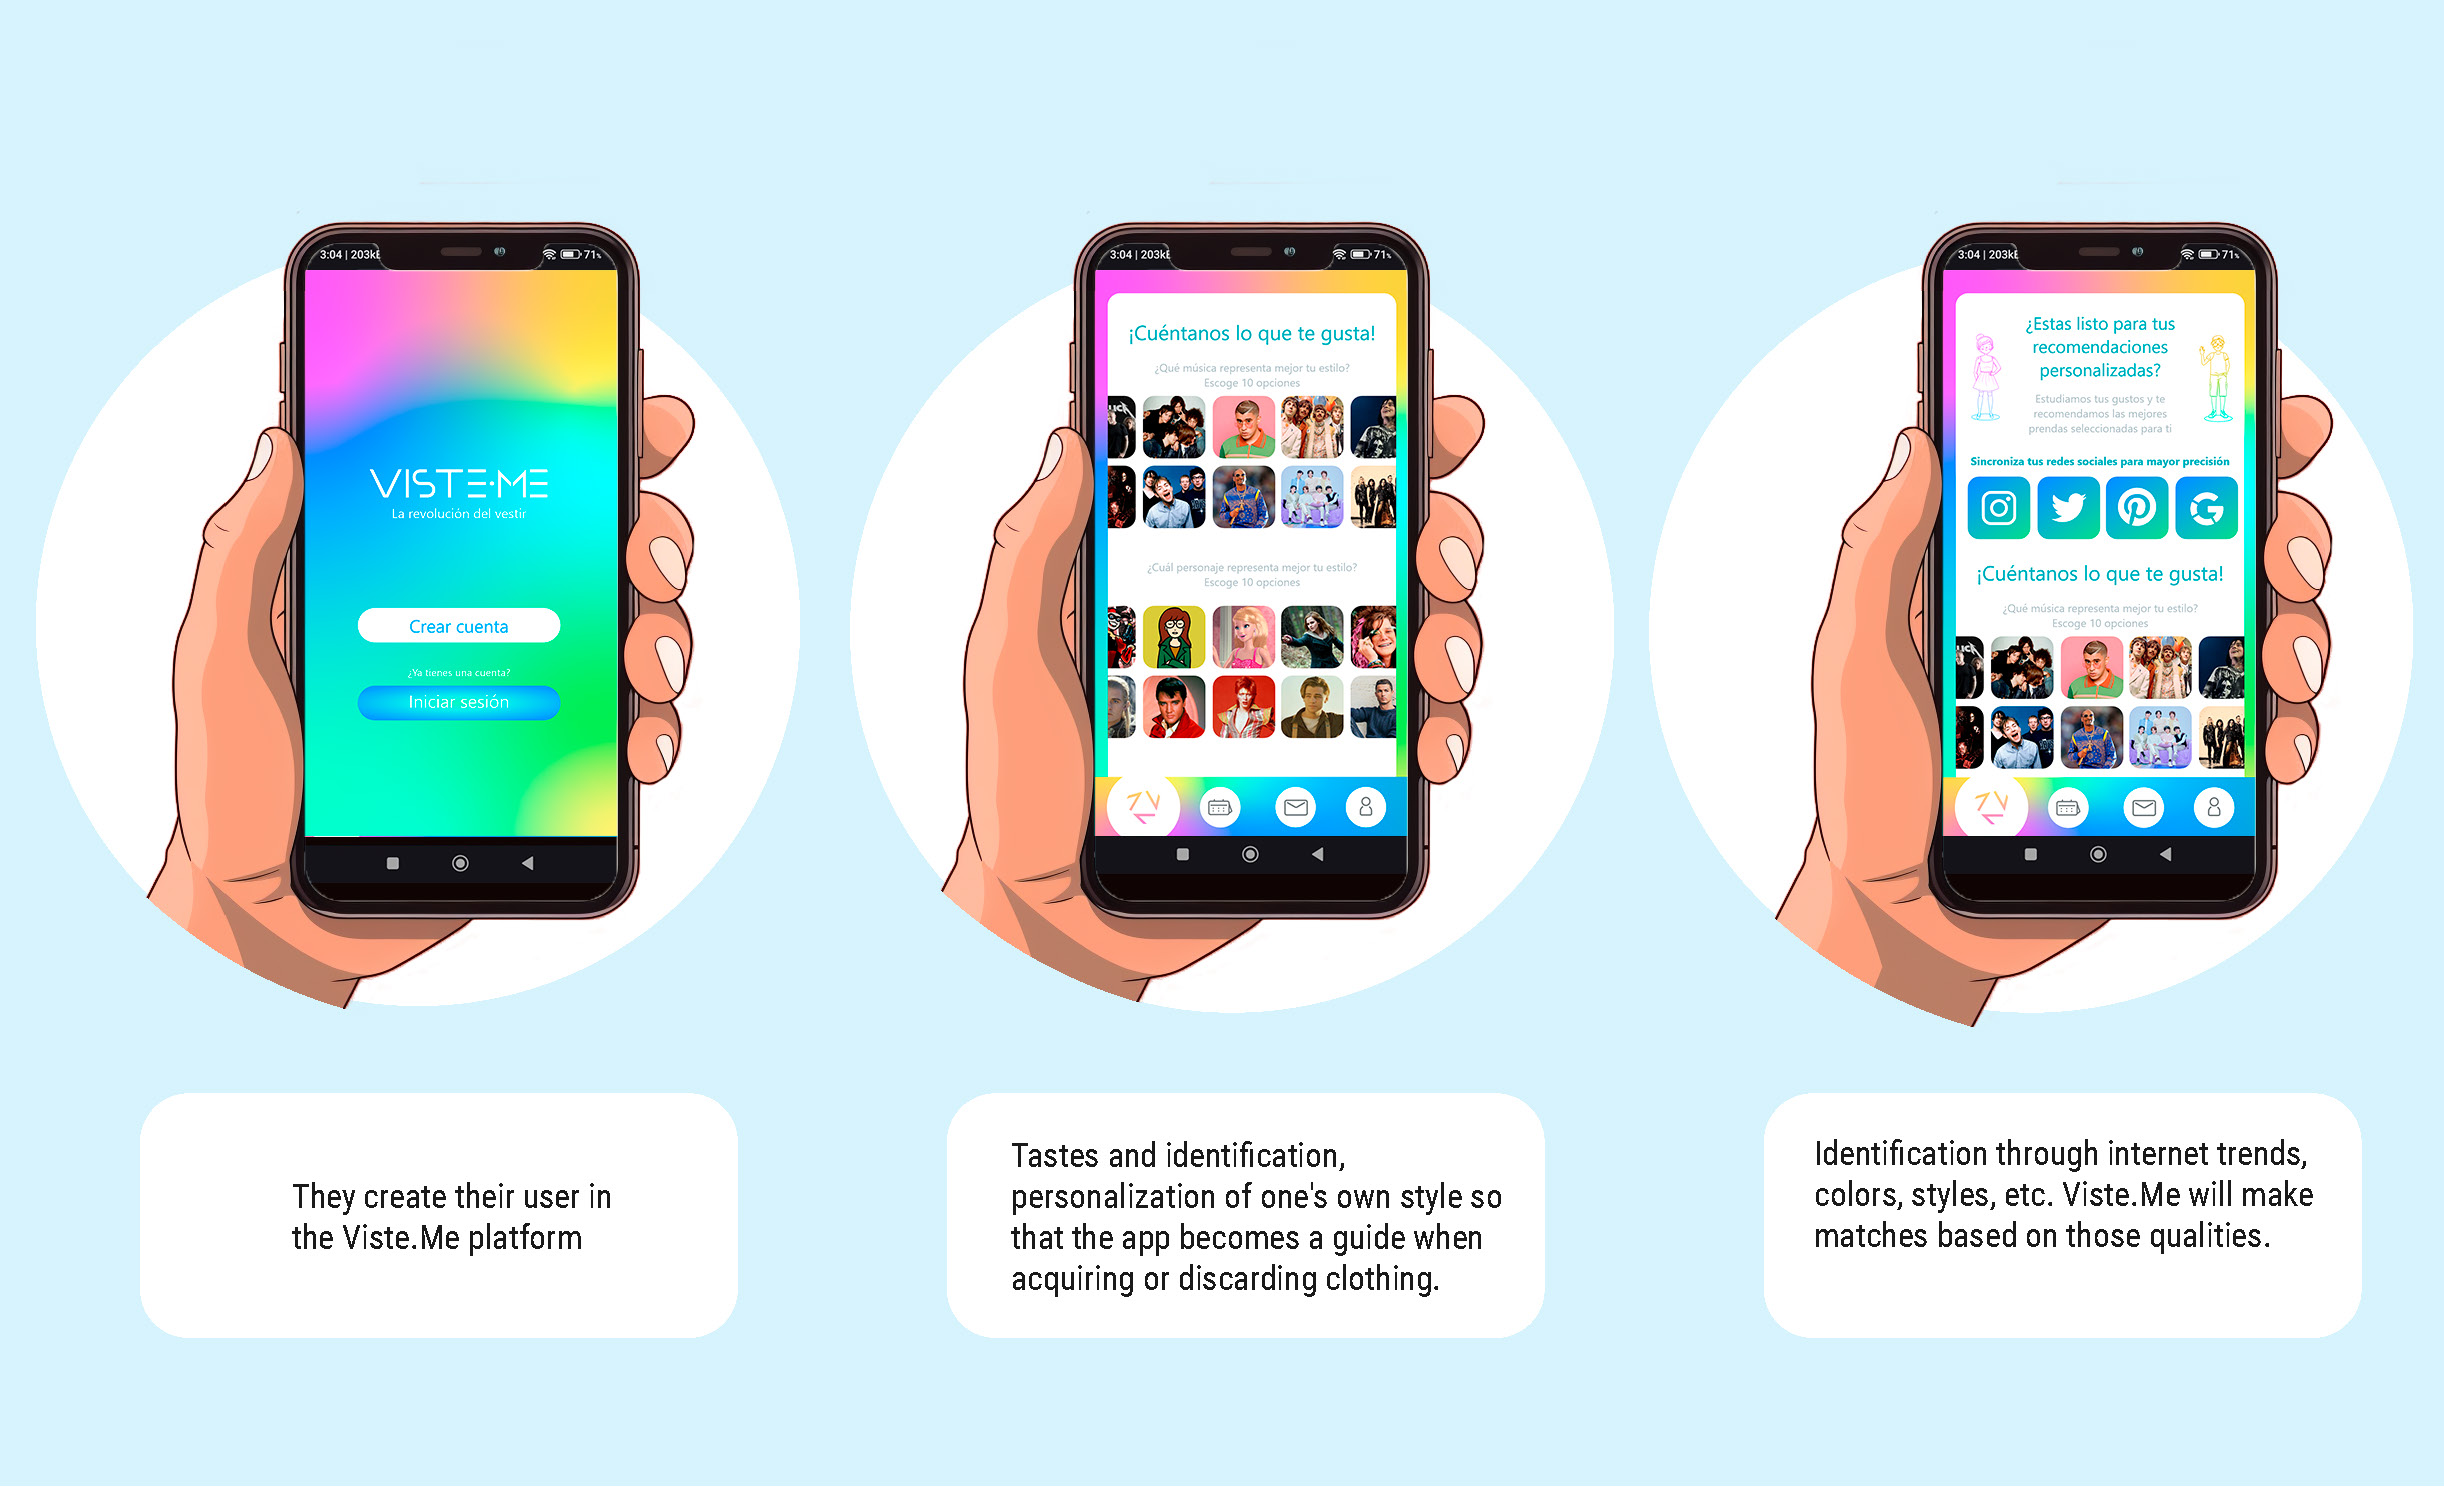 3:04 | 203kE
71%
VISTE·ME
La revolución del vestir
Crear cuenta
¿Ya tienes una cuenta?
Iniciar sesión
They create their user in
the Viste.Me platform
3:04 | 203kE
71%
¡Cuéntanos lo que te gusta!
¿Qué música representa mejor tu estilo?
Escoge 10 opciones
¿Cuál personaje representa mejor tu estilo?
Escoge 10 opciones
Tastes and identification,
personalization of one's own style so
that the app becomes a guide when
acquiring or discarding clothing.
3:04 | 203kE
71%
¿Estas listo para tus
recomendaciones
personalizadas?
Estudiamos tus gustos y te
recomendamos las mejores
prendas seleccionadas para ti
Sincroniza tus redes sociales para mayor precisión
¡Cuéntanos lo que te gusta!
¿Qué música representa mejor tu estilo?
Escoge 10 opciones
Identification through internet trends,
colors, styles, etc. Viste.Me will make
matches based on those qualities.